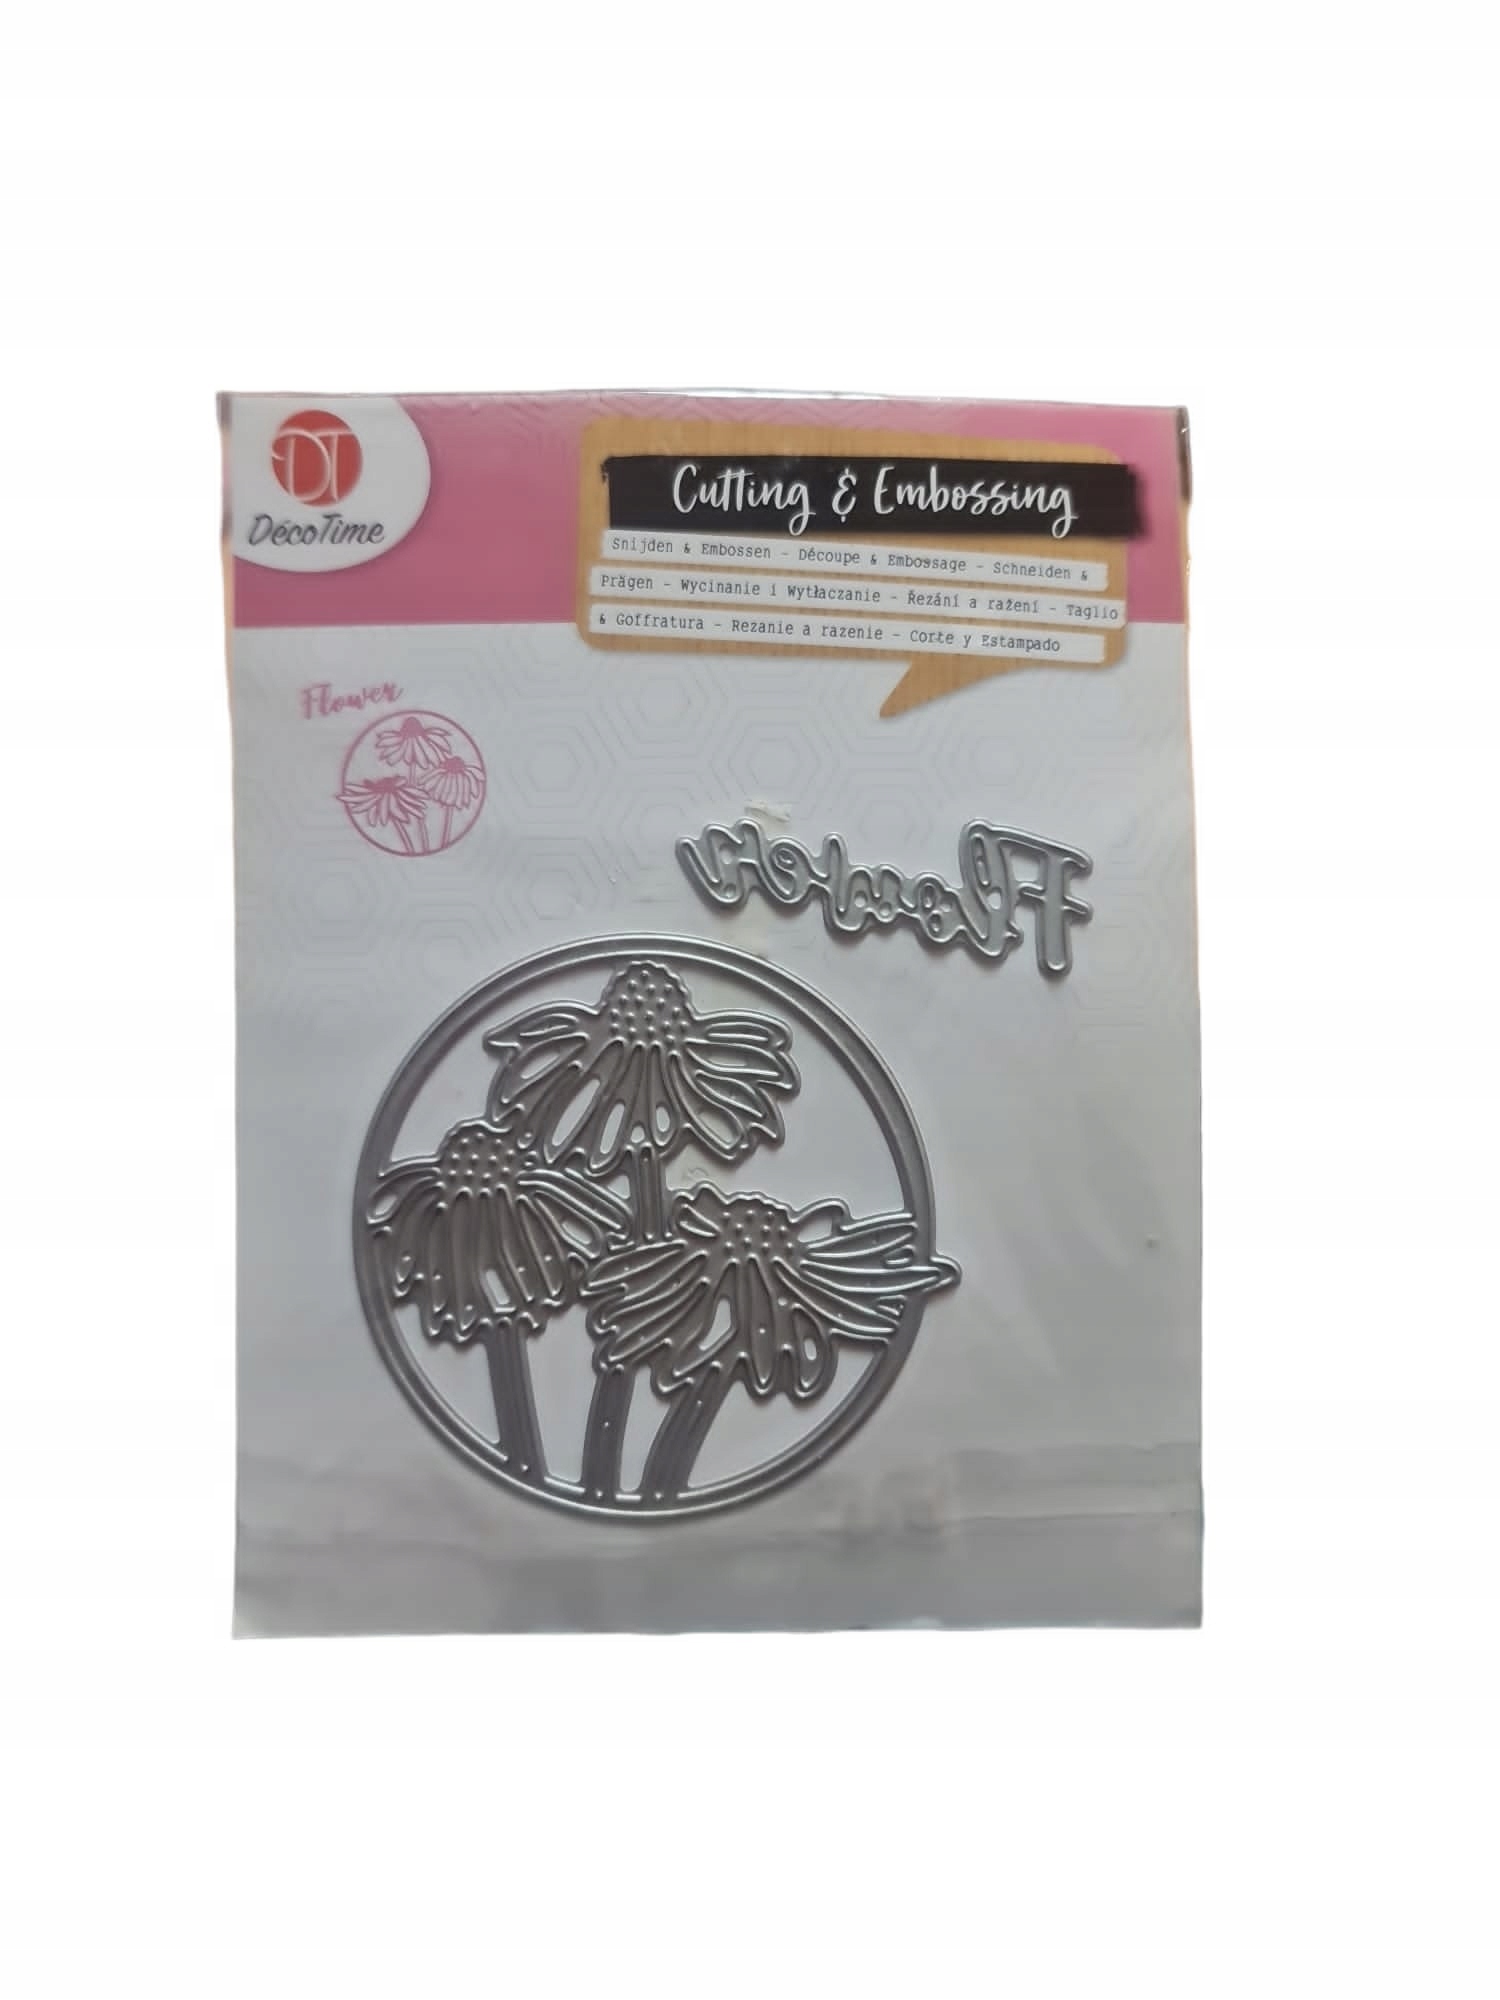 DT
DécoTime
Cutting & Embossing
Snijden & Embossen - Découpe & Embossage - Schneiden &
Prägen - Wycinanie i Wytłaczanie - Řezání a ražení - Taglio
& Goffratura - Rezanie a razenie - Corte y Estampado
Flower
Flower